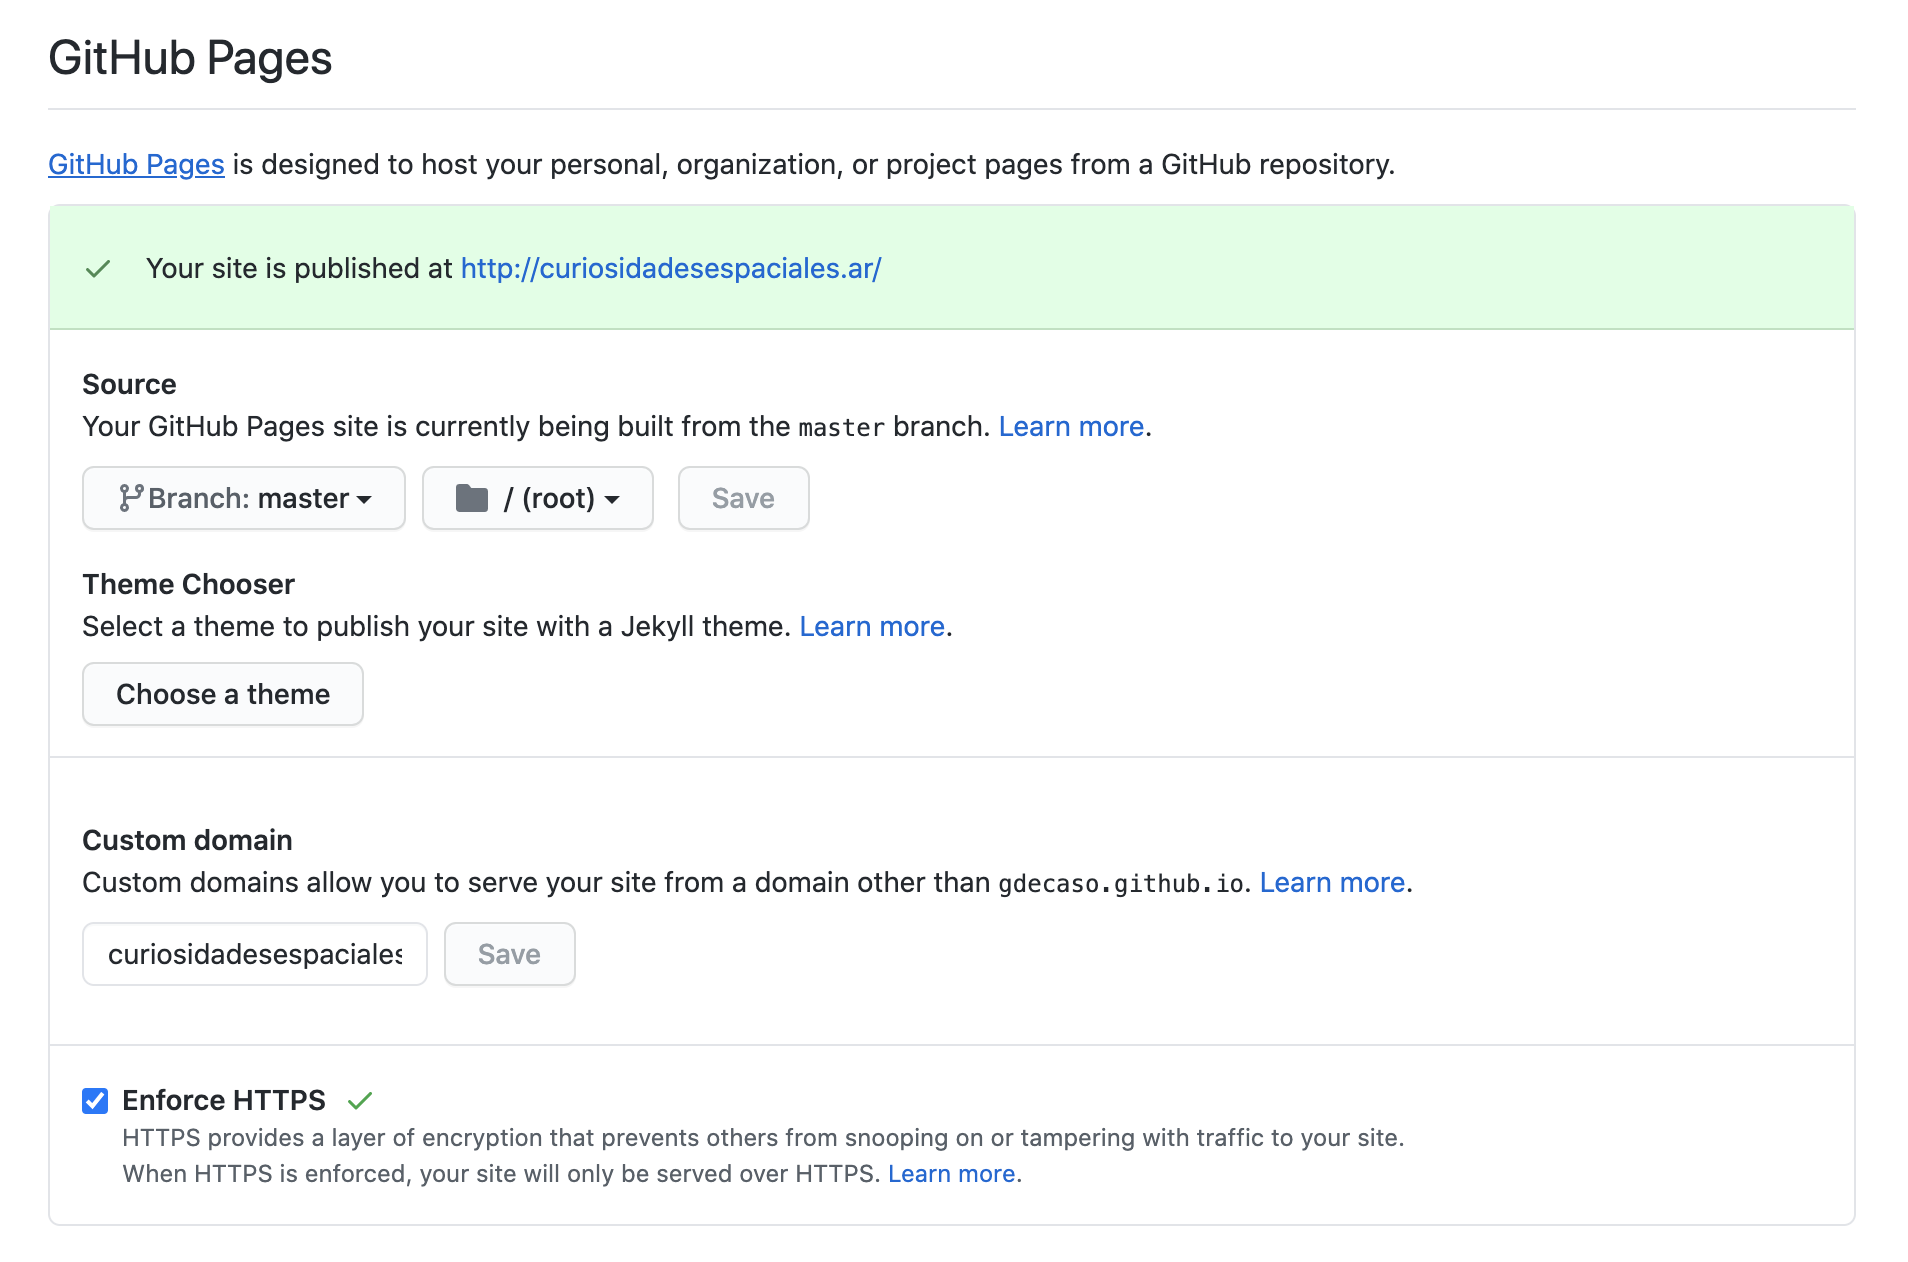 GitHub Pages
GitHub Pages is designed to host your personal, organization, or project pages from a GitHub repository.
Your site is published at http://curiosidadesespaciales.ar/
Source
Your GitHub Pages site is currently being built from the master branch. Learn more.
Branch: master
/ (root)
Save
Theme Chooser
Select a theme to publish your site with a Jekyll theme. Learn more.
Choose a theme
Custom domain
Custom domains allow you to serve your site from a domain other than gdecaso.github.io. Learn more.
curiosidadesespaciales
Save
Enforce HTTPS
HTTPS provides a layer of encryption that prevents others from snooping on or tampering with traffic to your site.
When HTTPS is enforced, your site will only be served over HTTPS. Learn more.